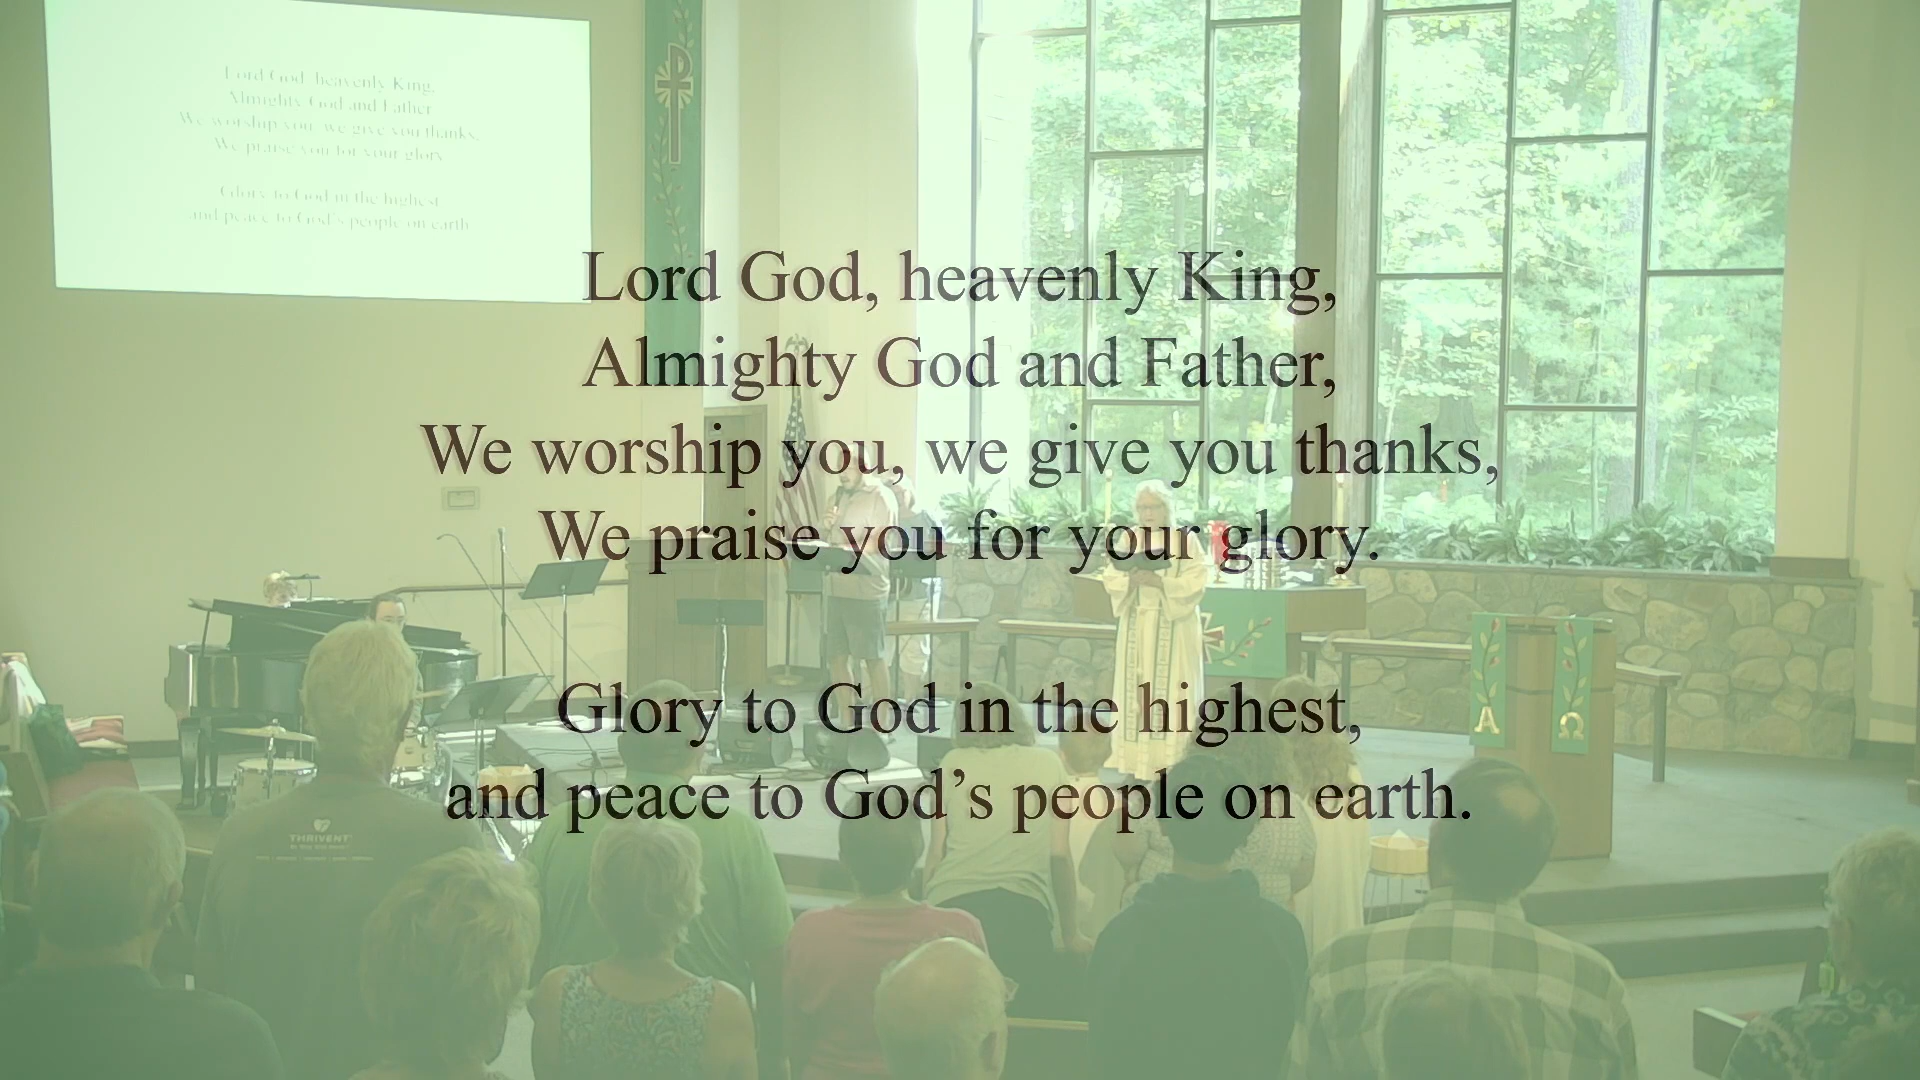 Lord God, heavenly King,
Almighty God and Father
We worship you, we give you thanks,
We praise you for your glory.
Glory to God in the highest
and peace to God's people on earth
Lord God, heavenly King,
Almighty God and Father,
We worship you, we give you thanks,
We praise you for your glory.
Glory to God in the highest,
and peace to God’s people on earth.
Α
Ω
THRIVENT